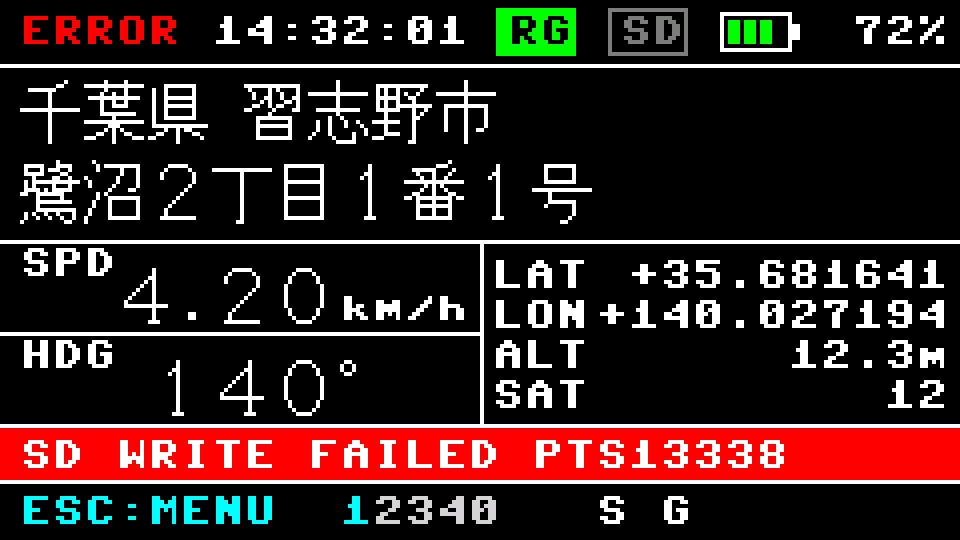 ERROR 14:32:01 RG SD 72%
千葉県 習志野市
鷺沼2丁目1番1号
SPD 4.20 km/h
HDG 140°
LAT +35.681641
LON +140.027194
ALT 12.3m
SAT 12
SD WRITE FAILED PTS13338
ESC:MENU 12340 S G